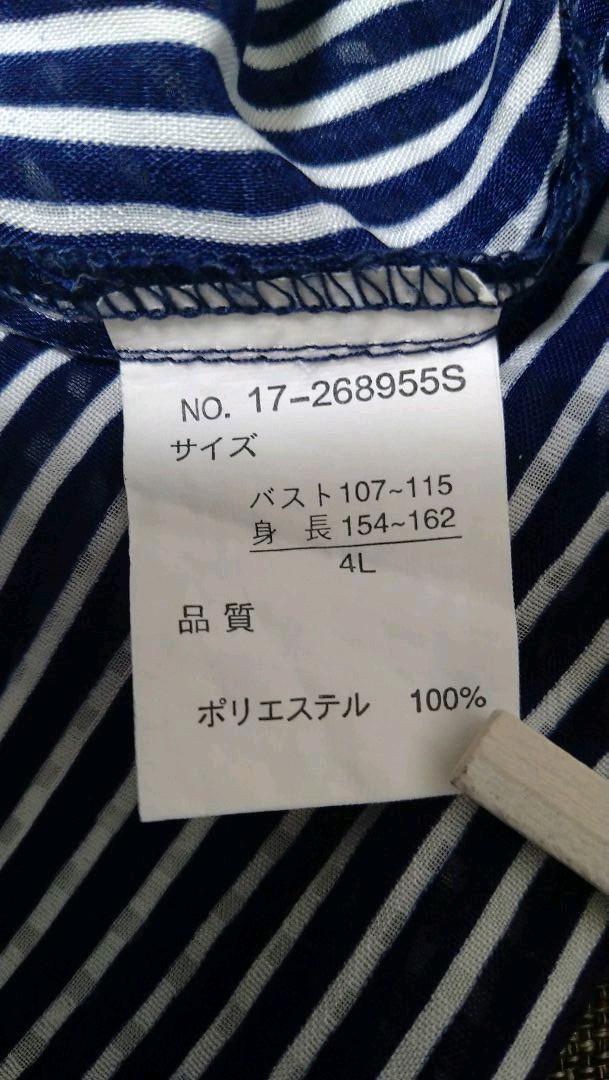 NO. 17-268955S
サイズ
バスト107~115
身 長 154~162
4L
品 質
ポリエステル 100%